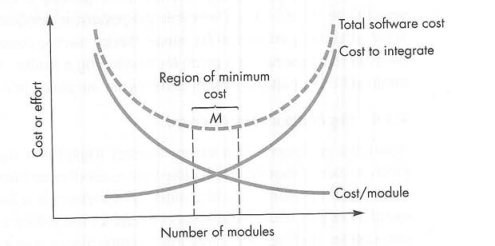 Total software cost
Cost to integrate
Region of minimum
cost
M
Cost or effort
Cost/module
Number of modules